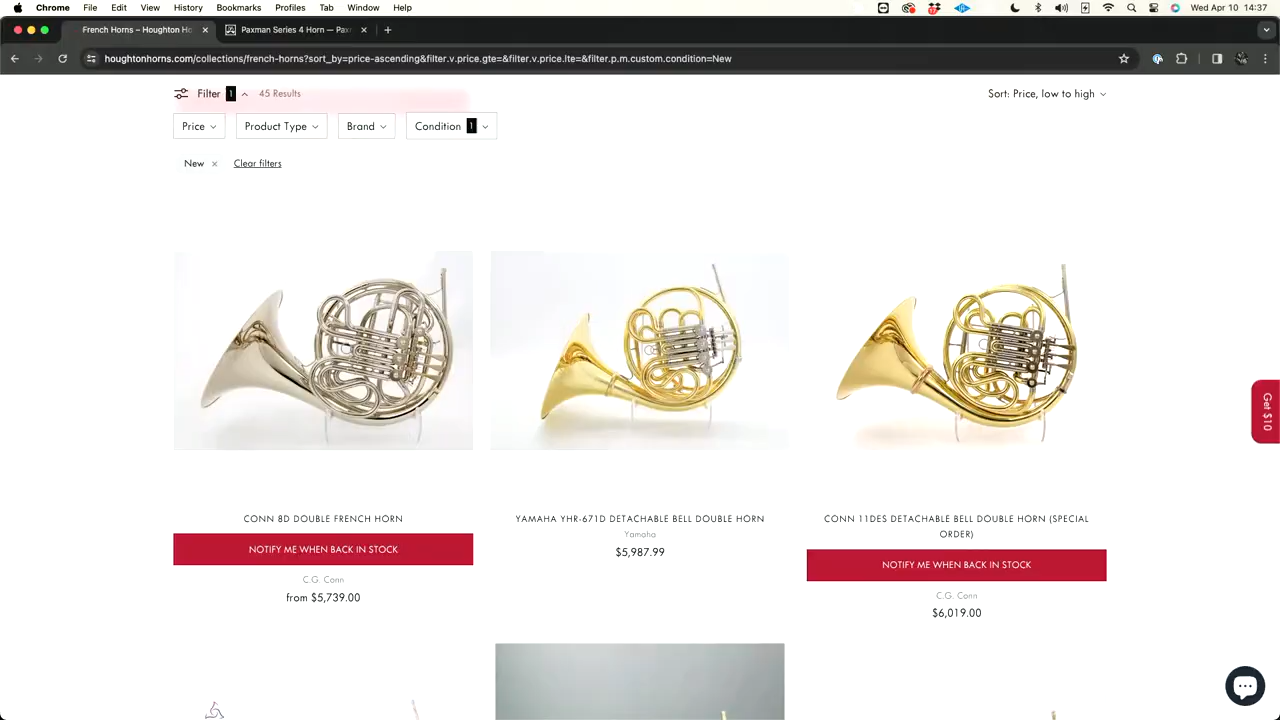 Chrome File Edit View History Bookmarks Profiles Tab Window Help Wed Apr 10 14:37
French Horns – Houghton Ho Paxman Series 4 Horn — Pax
houghtonhorns.com/collections/french-horns?sort_by=price-ascending&filter.v.price.gte=&filter.v.price.lte=&filter.p.m.custom.condition=New
Filter 1 45 Results Sort: Price, low to high
Price Product Type Brand Condition 1
New × Clear filters
Get $10
CONN 8D DOUBLE FRENCH HORN
NOTIFY ME WHEN BACK IN STOCK
C.G. Conn
from $5,739.00
YAMAHA YHR-671D DETACHABLE BELL DOUBLE HORN
Yamaha
$5,987.99
CONN 11DES DETACHABLE BELL DOUBLE HORN (SPECIAL
ORDER)
NOTIFY ME WHEN BACK IN STOCK
C.G. Conn
$6,019.00